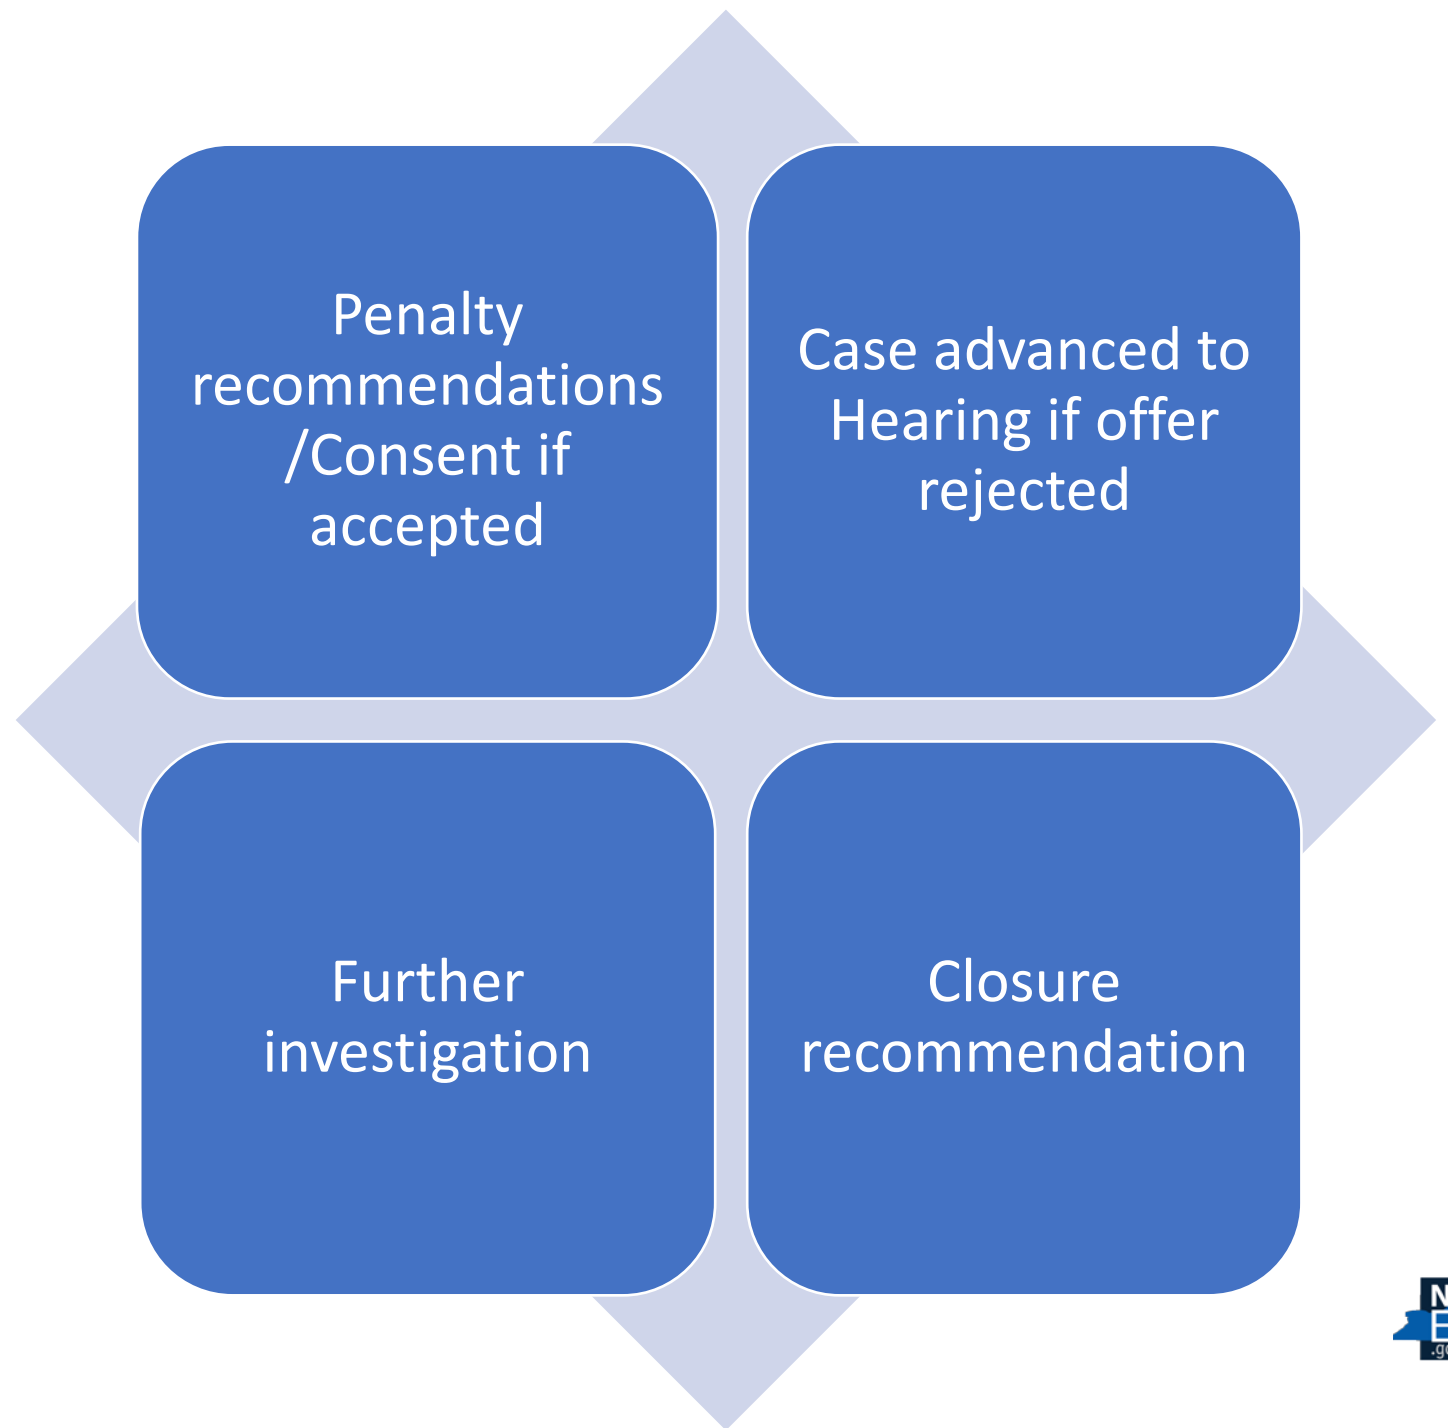 Penalty
recommendations
/Consent if
accepted
Case advanced to
Hearing if offer
rejected
Further
investigation
Closure
recommendation